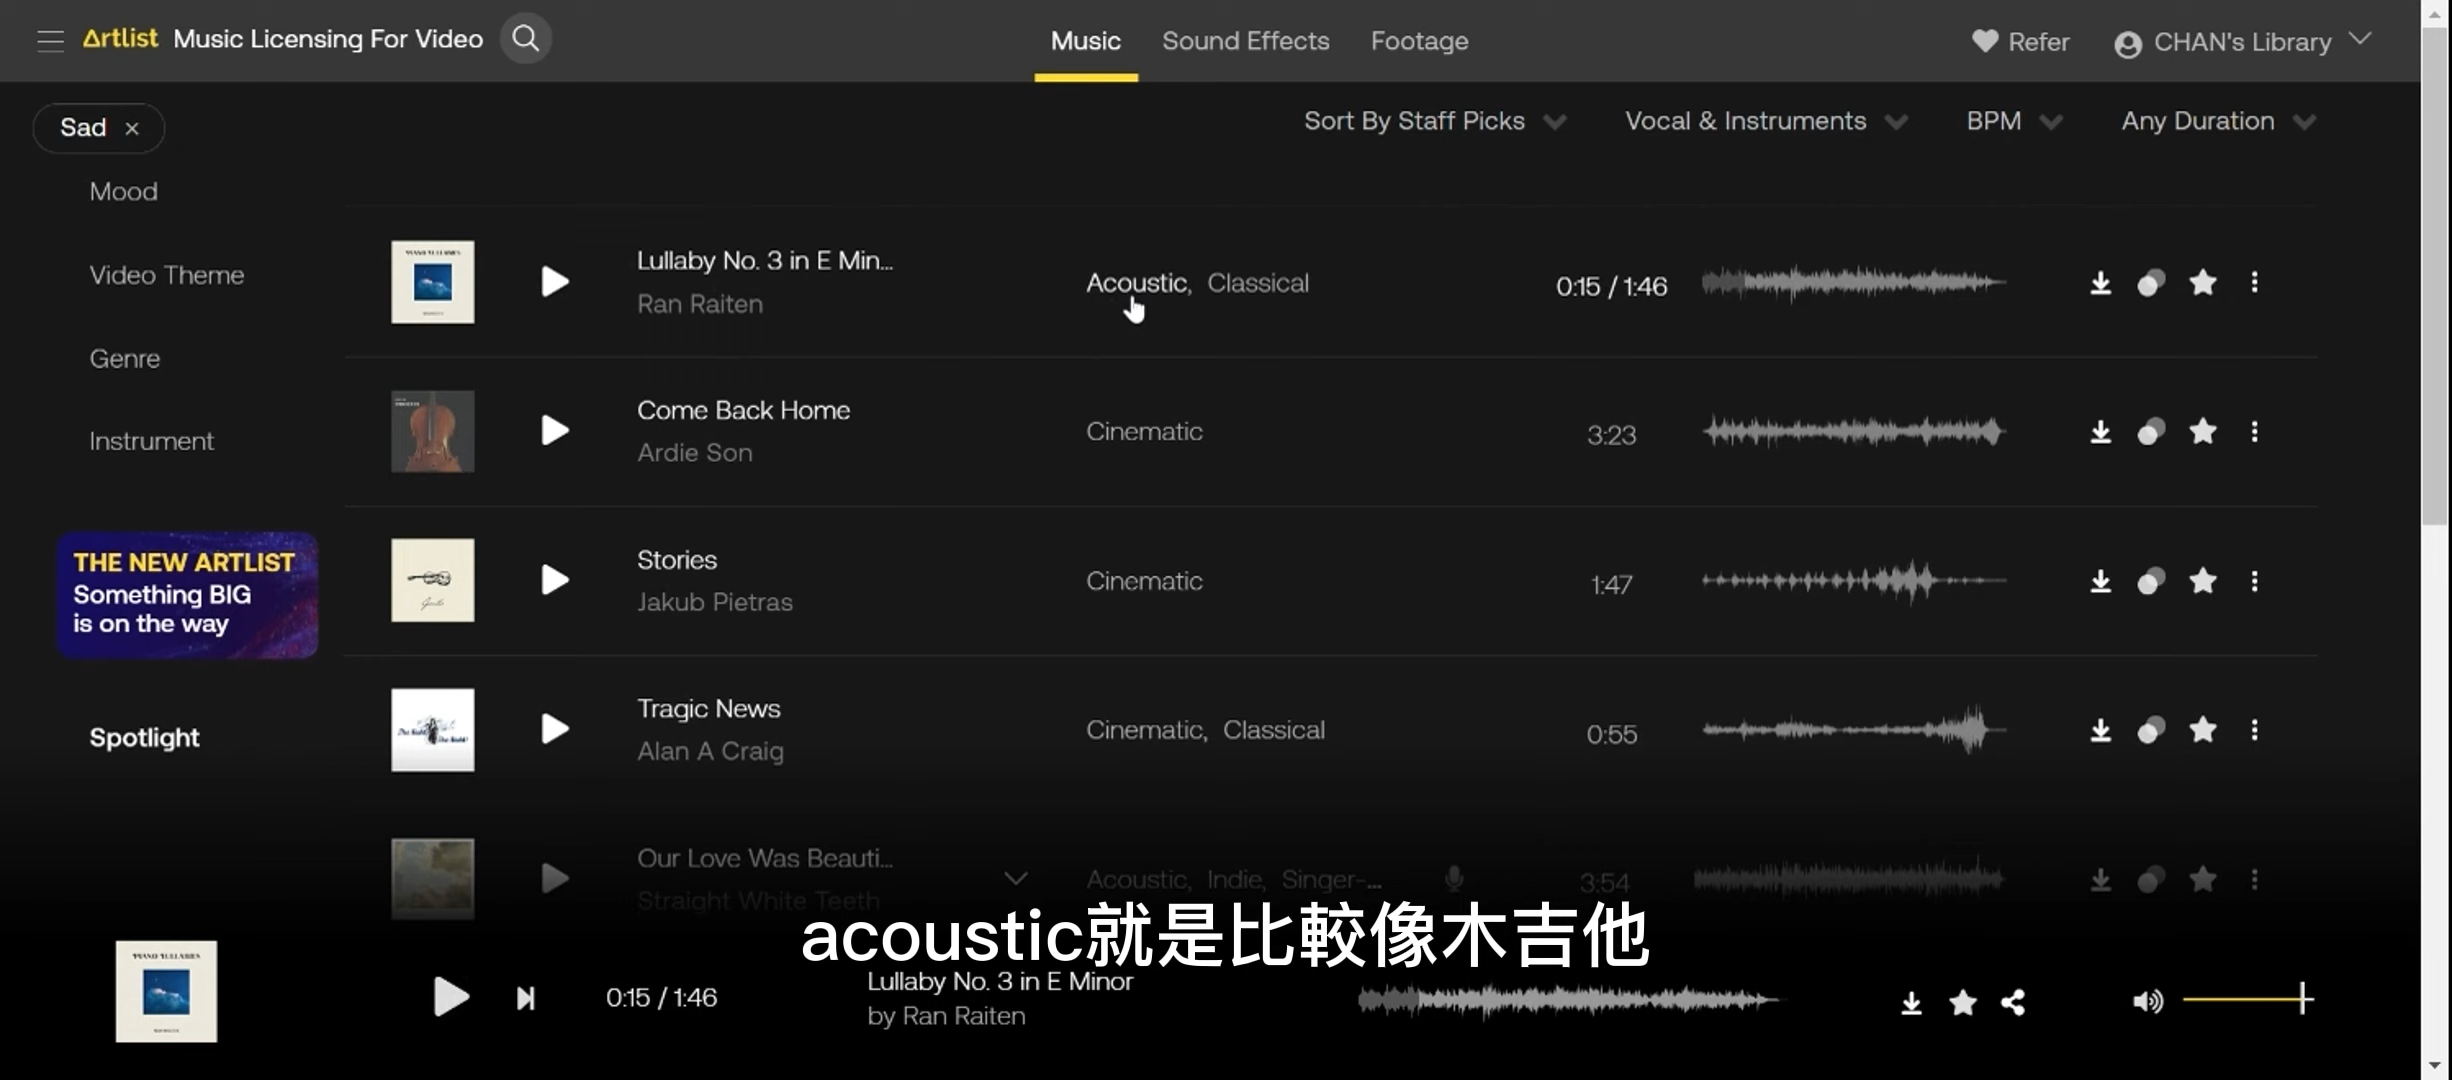 Artlist Music Licensing For Video
Music Sound Effects Footage
Refer CHAN's Library
Sad ×
Sort By Staff Picks Vocal & Instruments BPM Any Duration
Mood
Video Theme
Genre
Instrument
THE NEW ARTLIST
Something BIG
is on the way
Spotlight
PIANO LULLABIES
Lullaby No. 3 in E Min...
Ran Raiten
Acoustic, Classical
0:15 / 1:46
Come Back Home
Ardie Son
Cinematic
3:23
Stories
Jakub Pietras
Cinematic
1:47
Tragic News
Alan A Craig
Cinematic, Classical
0:55
Our Love Was Beauti...
Straight White Teeth
Acoustic, Indie, Singer-...
3:54
acoustic就是比較像木吉他
PIANO LULLABIES
0:15 / 1:46
Lullaby No. 3 in E Minor
by Ran Raiten